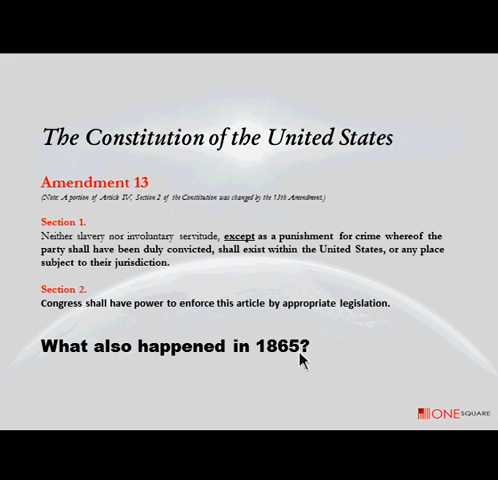 The Constitution of the United States
Amendment 13
(Note: A portion of Article IV, Section 2 of the Constitution was changed by the 13th Amendment.)
Section 1.
Neither slavery nor involuntary servitude, except as a punishment for crime whereof the
party shall have been duly convicted, shall exist within the United States, or any place
subject to their jurisdiction.
Section 2.
Congress shall have power to enforce this article by appropriate legislation.
What also happened in 1865?
ONE SQUARE